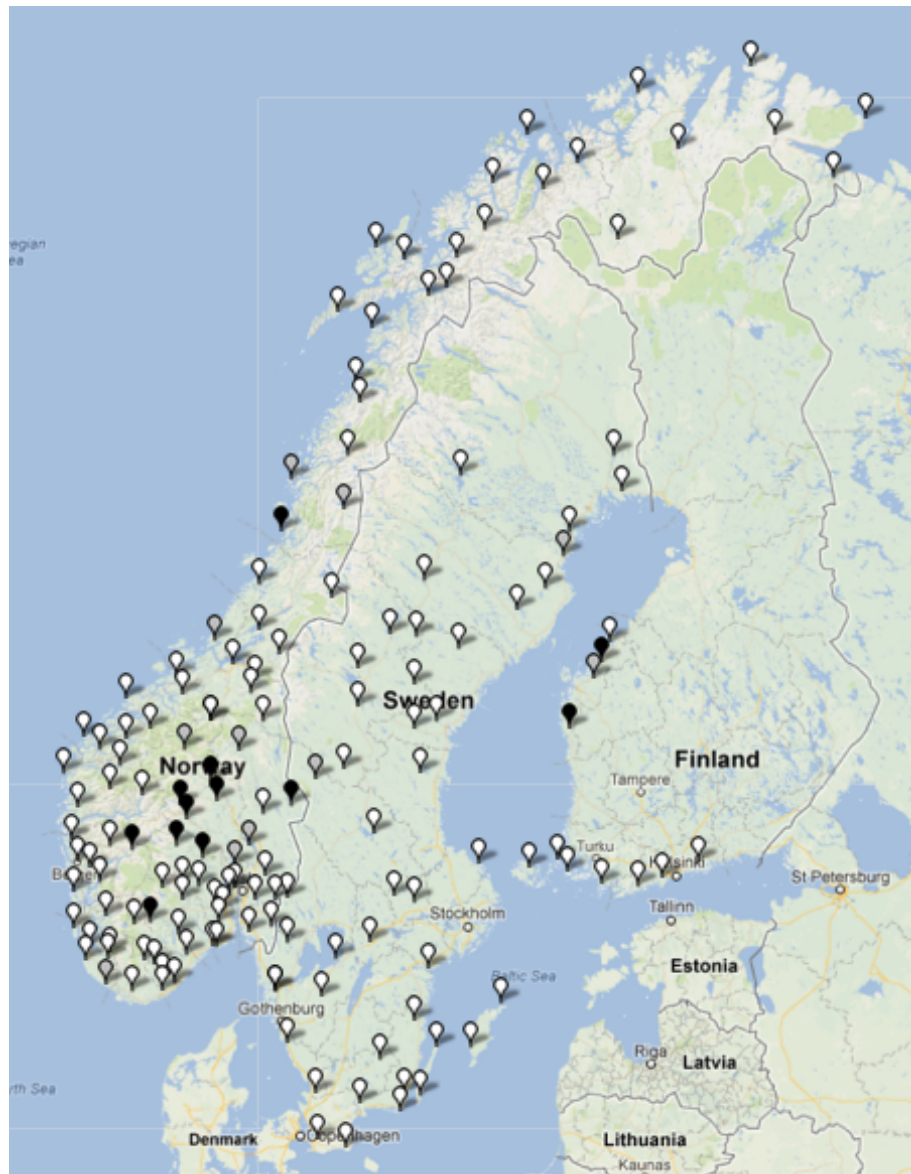 wegian
ea
Sweden
Norway
Finland
Tampere
Turku
Helsinki
St Petersburg
Stockholm
Tallinn
Baltic Sea
Estonia
Gothenburg
Riga
Latvia
rth Sea
Denmark
Copenhagen
Lithuania
Kaunas